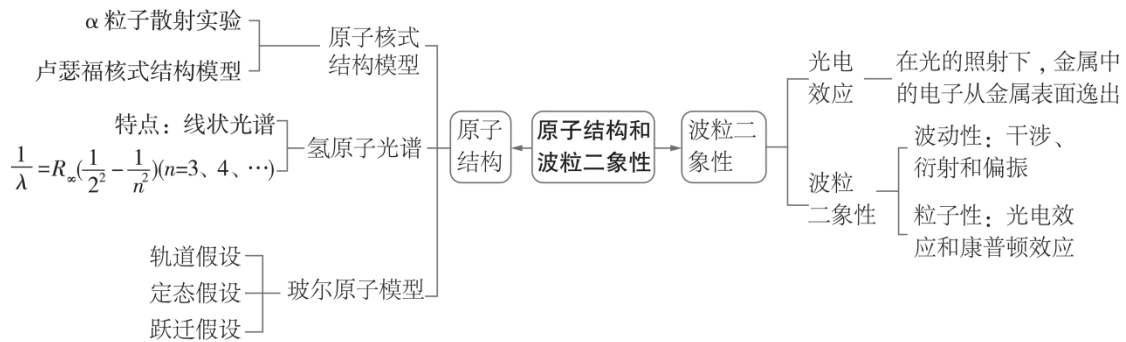 α 粒子散射实验
卢瑟福核式结构模型
原子核式
结构模型
特点：线状光谱
1/λ=R∞(1/2²−1/n²)(n=3、4、…)
氢原子光谱
轨道假设
定态假设
跃迁假设
玻尔原子模型
原子
结构
原子结构和
波粒二象性
波粒二
象性
光电
效应
在光的照射下，金属中
的电子从金属表面逸出
波粒
二象性
波动性：干涉、
衍射和偏振
粒子性：光电效
应和康普顿效应